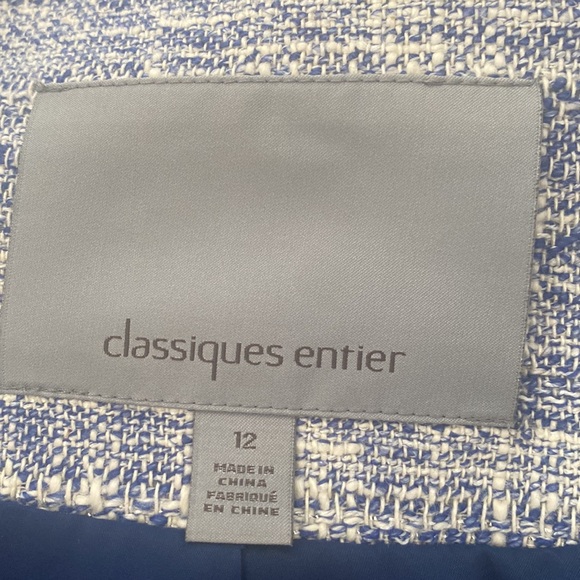 classiques entier
12
MADE IN
CHINA
FABRIQUÉ
EN CHINE